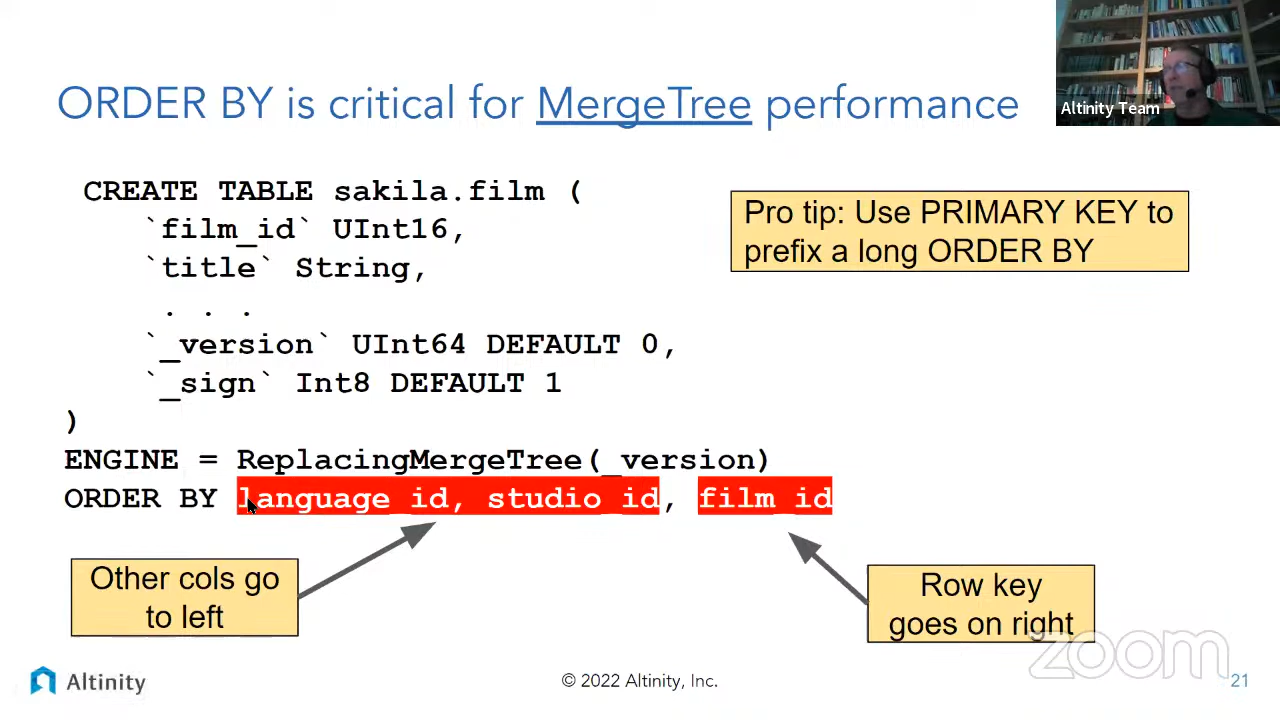 ORDER BY is critical for MergeTree performance
Altinity Team
CREATE TABLE sakila.film (
`film_id` UInt16,
`title` String,
. . .
`_version` UInt64 DEFAULT 0,
`_sign` Int8 DEFAULT 1
)
ENGINE = ReplacingMergeTree(_version)
ORDER BY language_id, studio_id, film_id
Pro tip: Use PRIMARY KEY to
prefix a long ORDER BY
Other cols go
to left
Row key
goes on right
zoom
Altinity
© 2022 Altinity, Inc.
21